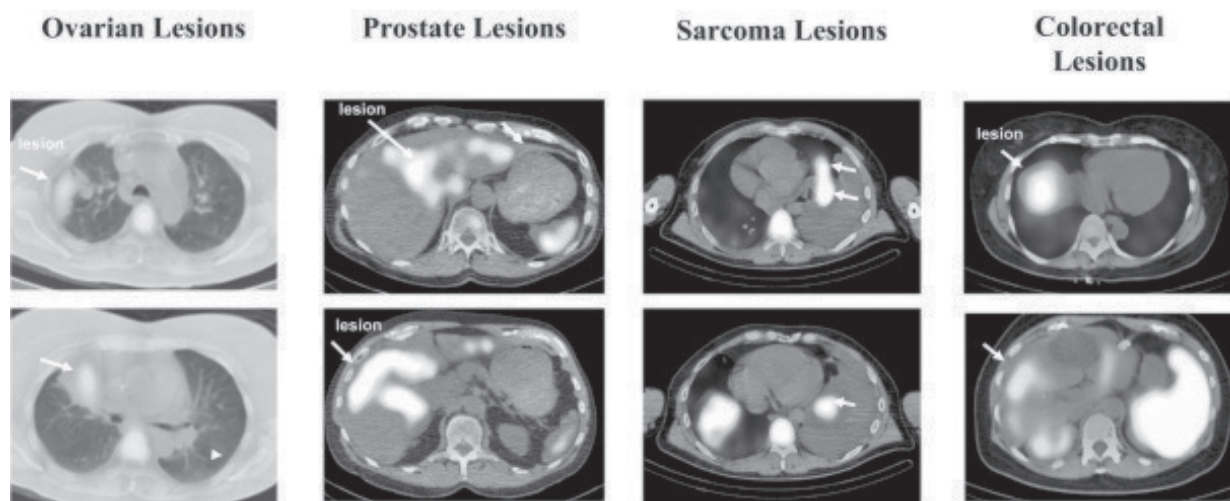 Ovarian Lesions
Prostate Lesions
Sarcoma Lesions
Colorectal
Lesions
lesion
lesion
lesion
lesion